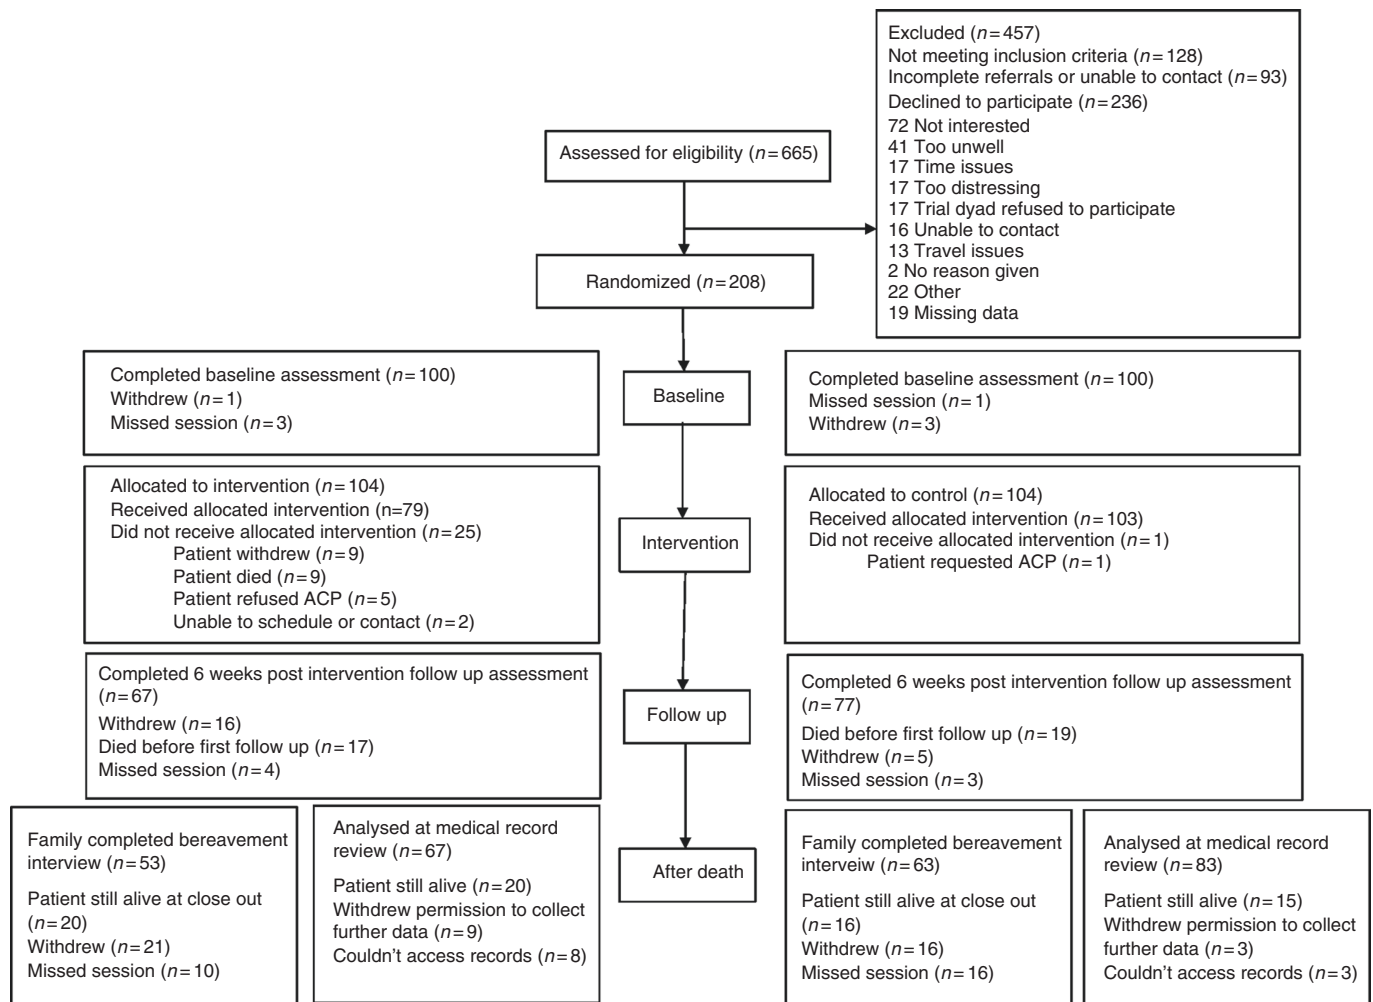 Excluded (n=457)
Not meeting inclusion criteria (n=128)
Incomplete referrals or unable to contact (n=93)
Declined to participate (n=236)
72 Not interested
41 Too unwell
17 Time issues
17 Too distressing
17 Trial dyad refused to participate
16 Unable to contact
13 Travel issues
2 No reason given
22 Other
19 Missing data
Assessed for eligibility (n=665)
Randomized (n=208)
Completed baseline assessment (n=100)
Withdrew (n=1)
Missed session (n=3)
Baseline
Completed baseline assessment (n=100)
Missed session (n=1)
Withdrew (n=3)
Allocated to intervention (n=104)
Received allocated intervention (n=79)
Did not receive allocated intervention (n=25)
Patient withdrew (n=9)
Patient died (n=9)
Patient refused ACP (n=5)
Unable to schedule or contact (n=2)
Intervention
Allocated to control (n=104)
Received allocated intervention (n=103)
Did not receive allocated intervention (n=1)
Patient requested ACP (n=1)
Completed 6 weeks post intervention follow up assessment
(n=67)
Withdrew (n=16)
Died before first follow up (n=17)
Missed session (n=4)
Follow up
Completed 6 weeks post intervention follow up assessment
(n=77)
Died before first follow up (n=19)
Withdrew (n=5)
Missed session (n=3)
Family completed bereavement
interview (n=53)
Patient still alive at close out
(n=20)
Withdrew (n=21)
Missed session (n=10)
Analysed at medical record
review (n=67)
Patient still alive (n=20)
Withdrew permission to collect
further data (n=9)
Couldn't access records (n=8)
After death
Family completed bereavement
interveiw (n=63)
Patient still alive at close out
(n=16)
Withdrew (n=16)
Missed session (n=16)
Analysed at medical record
review (n=83)
Patient still alive (n=15)
Withdrew permission to collect
further data (n=3)
Couldn't access records (n=3)